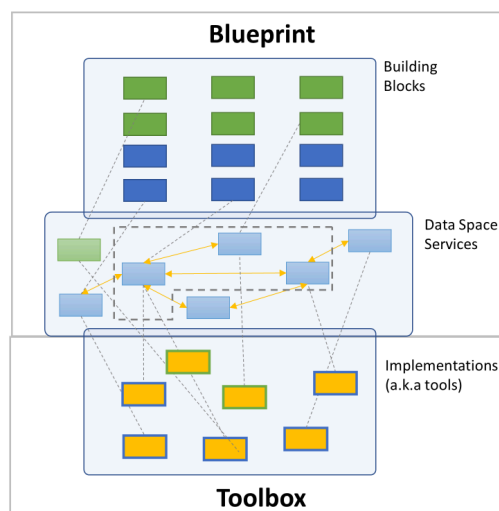 Blueprint
Building
Blocks
Data Space
Services
Implementations
(a.k.a tools)
Toolbox